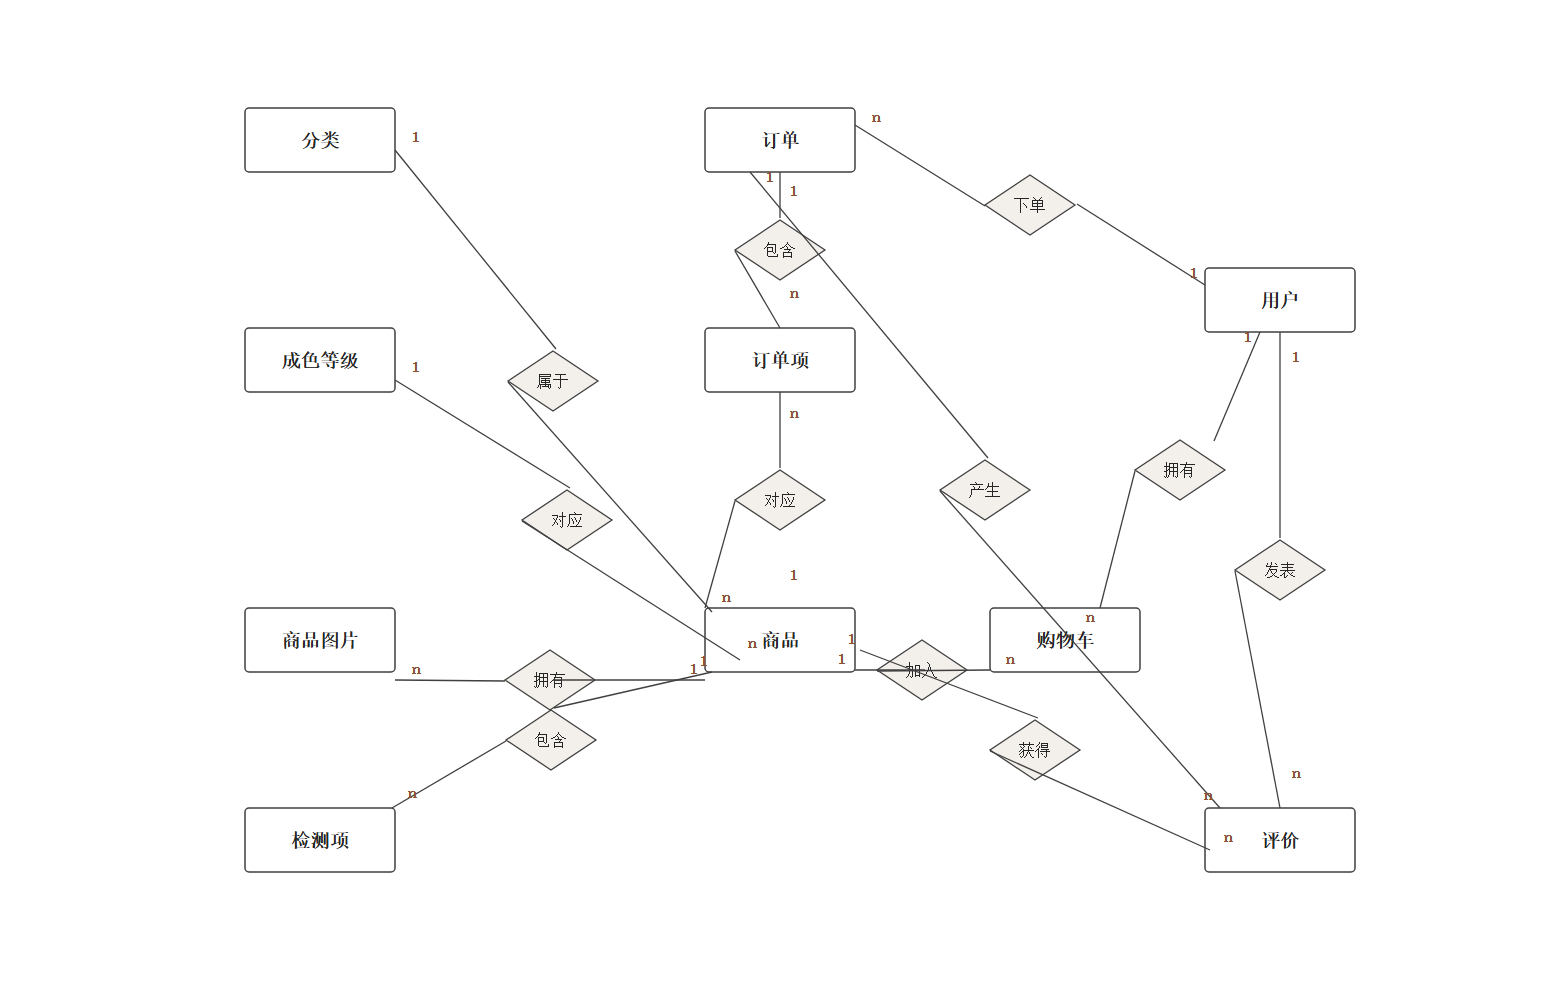 分类
1
订单
n
1
1
下单
包含
1
用户
n
1
1
成色等级
1
订单项
属于
n
拥有
产生
对应
对应
发表
1
n
n
商品图片
商品
n
1
购物车
n
1
1
1
n
n
加入
拥有
包含
获得
n
n
n
检测项
n
评价